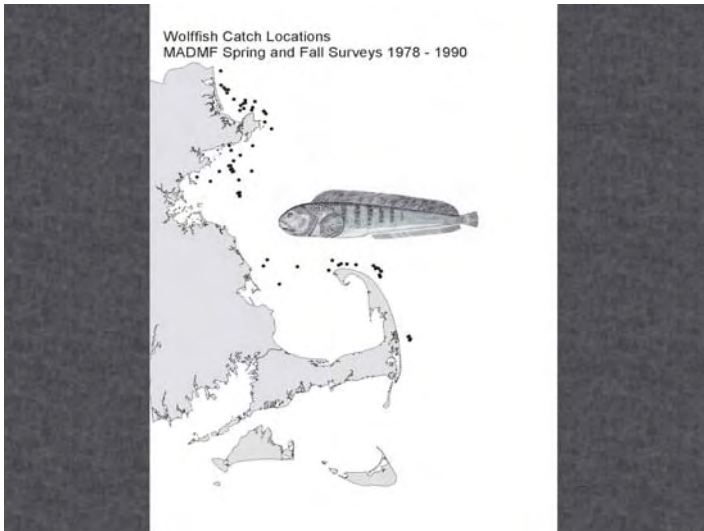 Wolffish Catch Locations
MADMF Spring and Fall Surveys 1978 - 1990